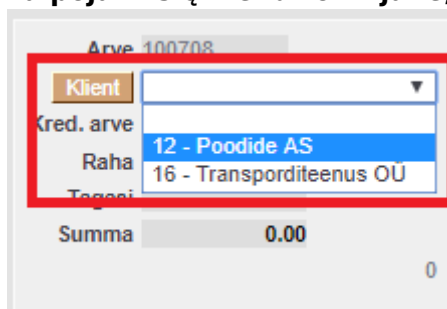 Arve 100708
Klient
Kred. arve
12 - Poodide AS
Raha
16 - Transporditeenus OÜ
Summa 0.00
0